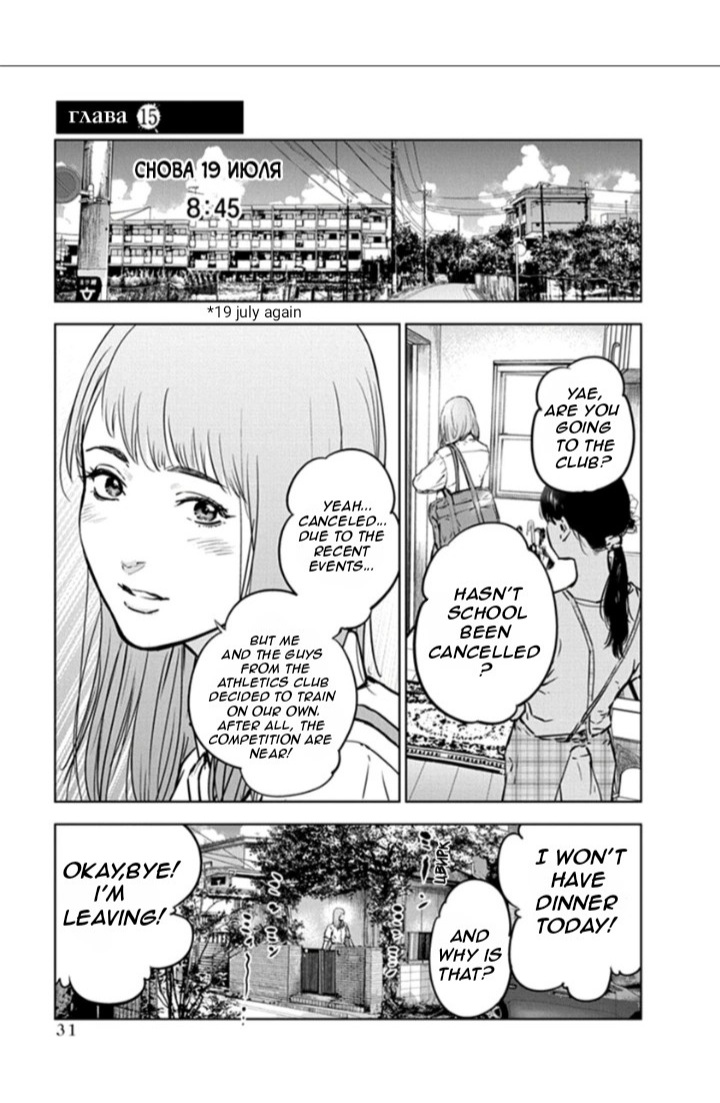 глава 15
СНОВА 19 ИЮЛЯ
8:45
*19 july again
YAE,
ARE YOU
GOING
TO THE
CLUB?
HASN'T
SCHOOL
BEEN
CANCELLED
?
YEAH...
CANCELED...
DUE TO THE
RECENT
EVENTS...
BUT ME
AND THE GUYS
FROM THE
ATHLETICS CLUB
DECIDED TO TRAIN
ON OUR OWN.
AFTER ALL, THE
COMPETITION ARE
NEAR!
I WON'T
HAVE
DINNER
TODAY!
AND
WHY IS
THAT?
ЦВИРК
OKAY,BYE!
I'M
LEAVING!
31